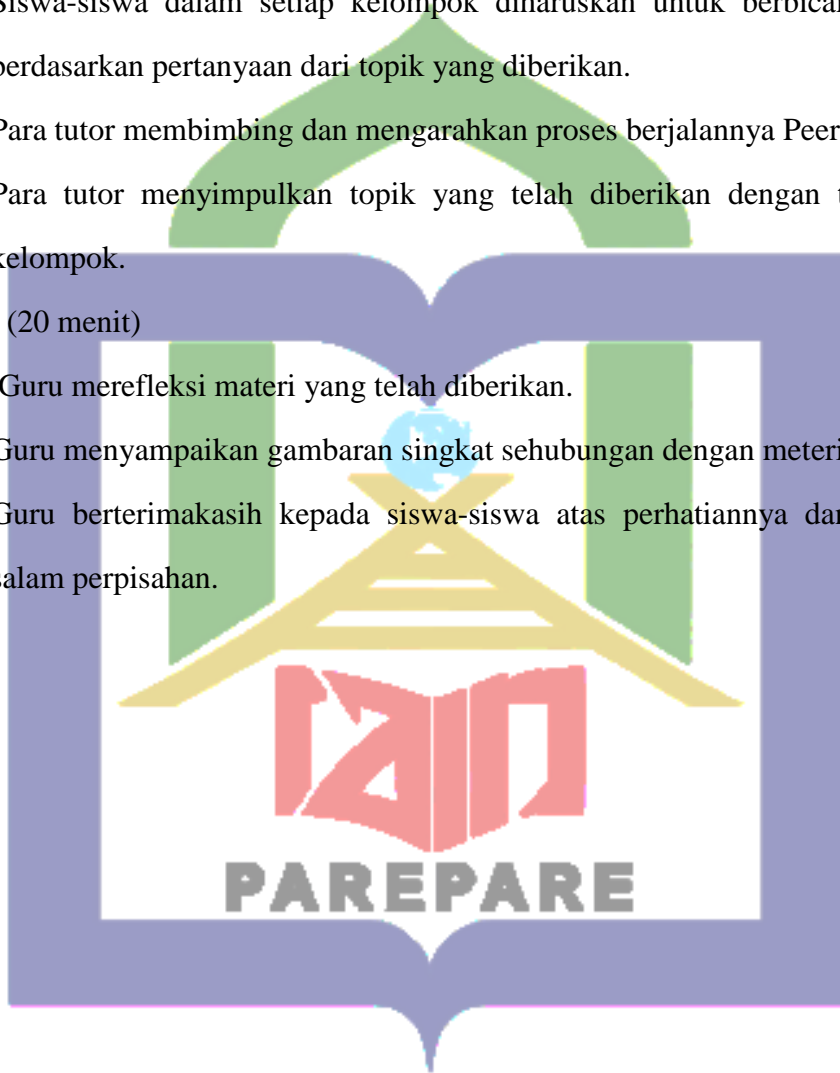 Siswa-siswa dalam setiap kelompok diharuskan untuk berbica
berdasarkan pertanyaan dari topik yang diberikan.
Para tutor membimbing dan mengarahkan proses berjalannya Peer
Para tutor menyimpulkan topik yang telah diberikan dengan t
kelompok.
(20 menit)
Guru merefleksi materi yang telah diberikan.
Guru menyampaikan gambaran singkat sehubungan dengan meteri
Guru berterimakasih kepada siswa-siswa atas perhatiannya dan
salam perpisahan.
iain
PAREPARE